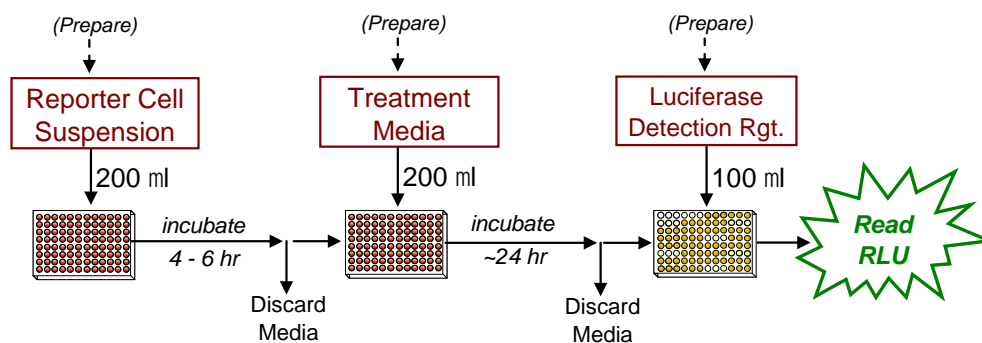 (Prepare)
(Prepare)
(Prepare)
Reporter Cell
Suspension
Treatment
Media
Luciferase
Detection Rgt.
200 ml
200 ml
100 ml
incubate
4 - 6 hr
incubate
~24 hr
Read
RLU
Discard
Media
Discard
Media